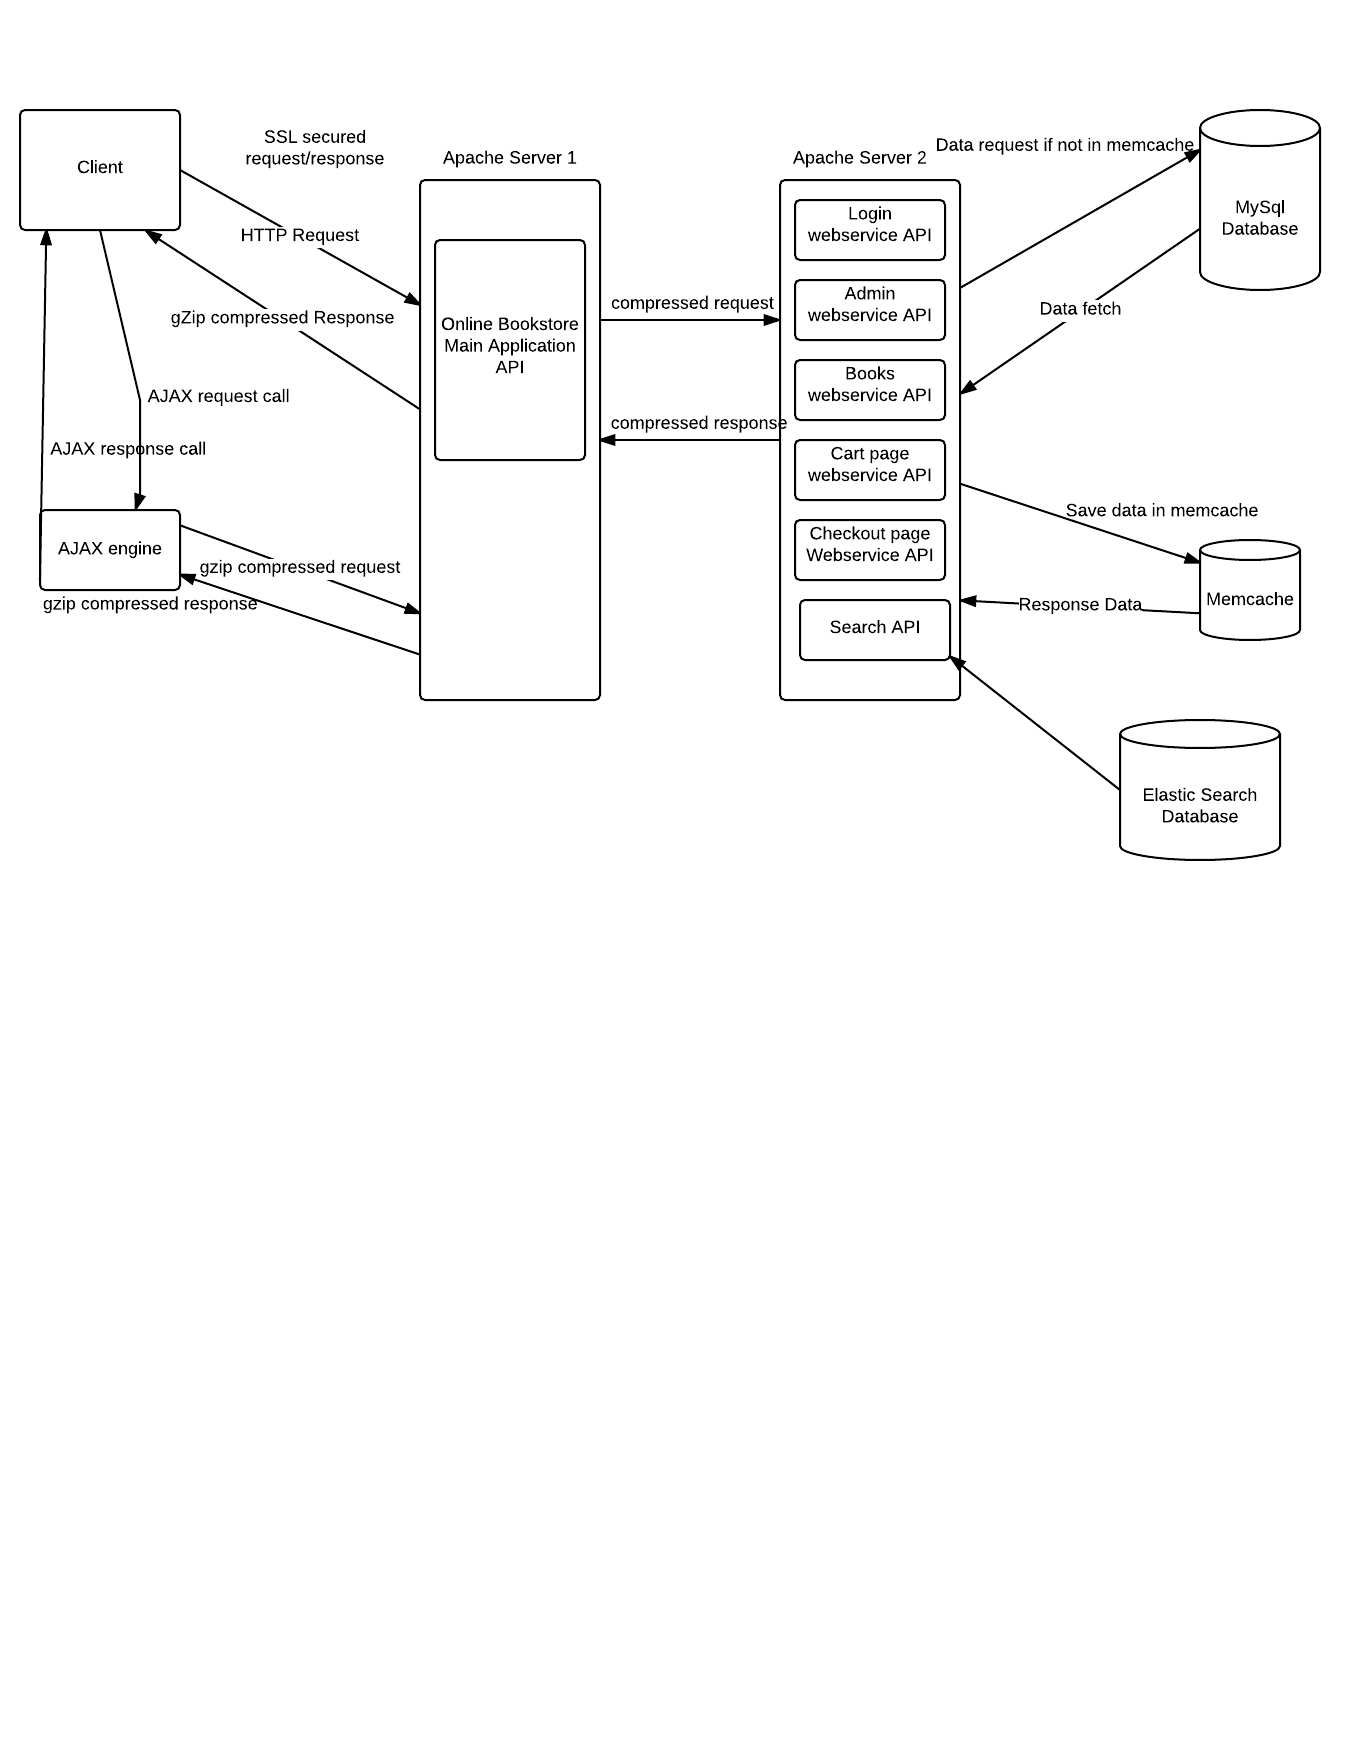 Client
SSL secured
request/response
HTTP Request
gZip compressed Response
AJAX request call
AJAX response call
AJAX engine
gzip compressed request
gzip compressed response
Apache Server 1
Online Bookstore
Main Application
API
compressed request
compressed response
Apache Server 2
Login
webservice API
Admin
webservice API
Books
webservice API
Cart page
webservice API
Checkout page
Webservice API
Search API
Data request if not in memcache
MySql
Database
Data fetch
Save data in memcache
Memcache
Response Data
Elastic Search
Database